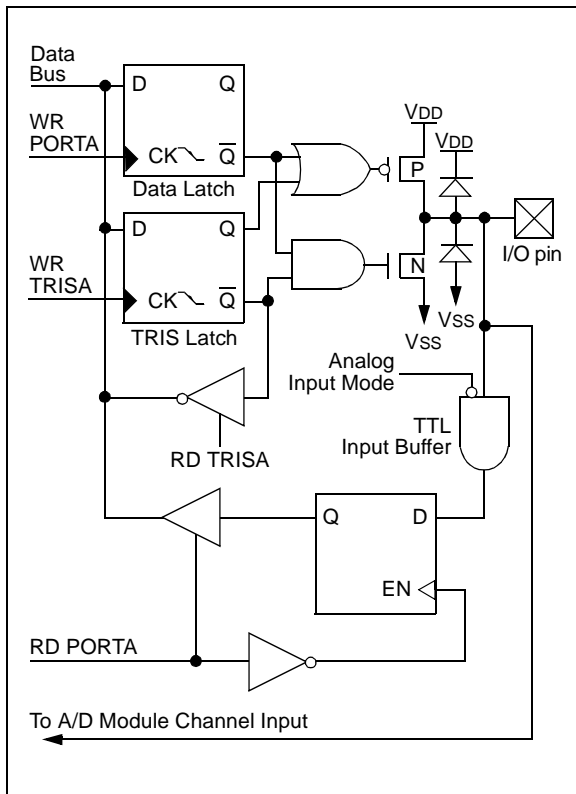 Data
Bus
D Q
WR
PORTA
CK Q
Data Latch
VDD
VDD
P
D Q
I/O pin
WR
TRISA
CK Q
N
TRIS Latch
VSS
VSS
Analog
Input Mode
TTL
Input Buffer
RD TRISA
Q D
EN
RD PORTA
To A/D Module Channel Input